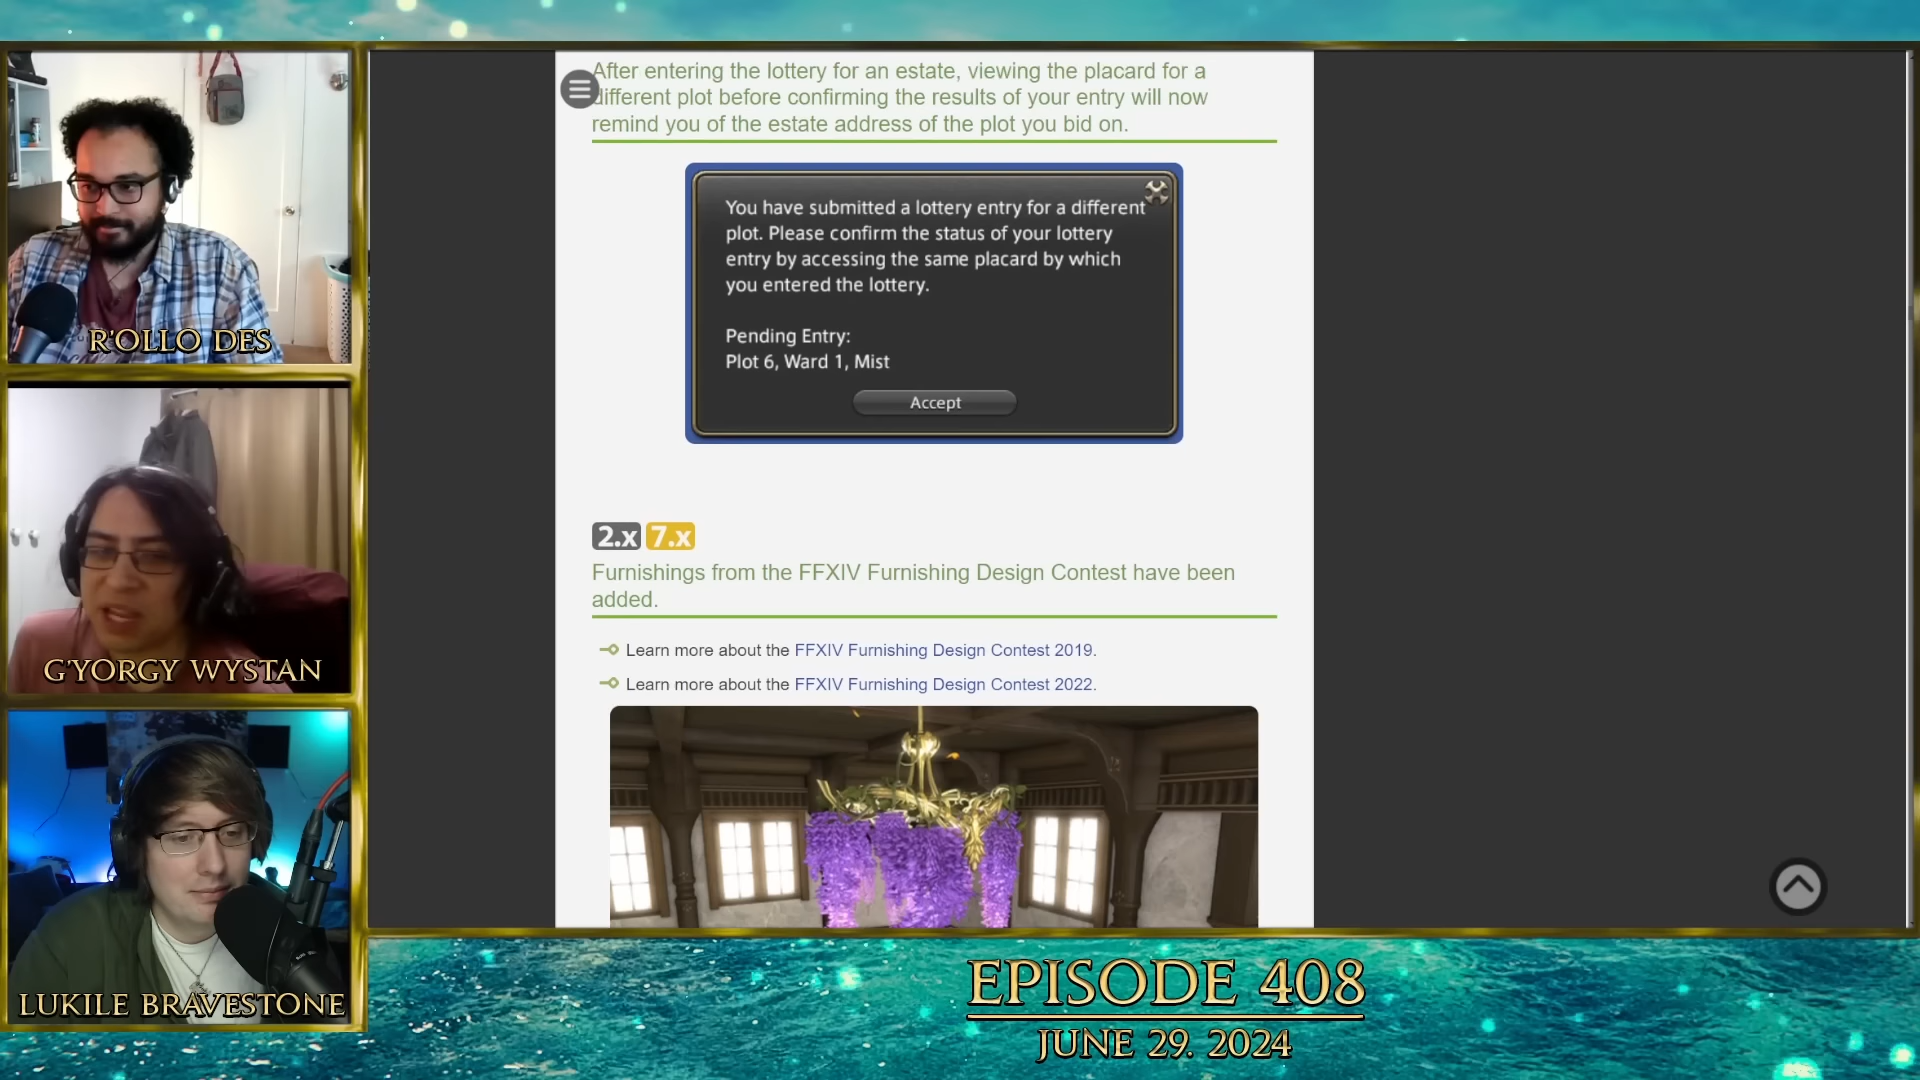 After entering the lottery for an estate, viewing the placard for a
different plot before confirming the results of your entry will now
remind you of the estate address of the plot you bid on.
You have submitted a lottery entry for a different
plot. Please confirm the status of your lottery
entry by accessing the same placard by which
you entered the lottery.
Pending Entry:
Plot 6, Ward 1, Mist
Accept
2.x 7.x
Furnishings from the FFXIV Furnishing Design Contest have been
added.
Learn more about the FFXIV Furnishing Design Contest 2019.
Learn more about the FFXIV Furnishing Design Contest 2022.
R'OLLO DES
G'YORGY WYSTAN
LUKILE BRAVESTONE
EPISODE 408
JUNE 29. 2024